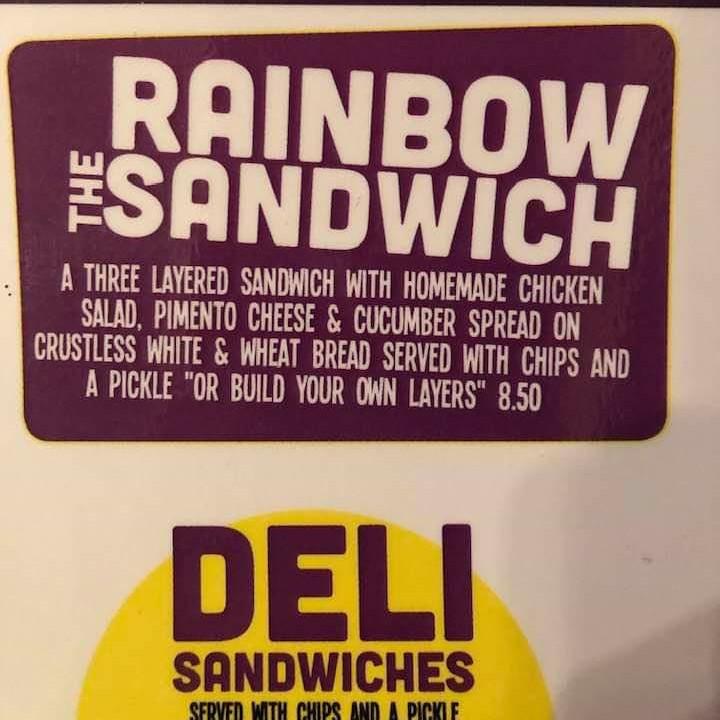 RAINBOW
THE SANDWICH
A THREE LAYERED SANDWICH WITH HOMEMADE CHICKEN
SALAD, PIMENTO CHEESE & CUCUMBER SPREAD ON
CRUSTLESS WHITE & WHEAT BREAD SERVED WITH CHIPS AND
A PICKLE "OR BUILD YOUR OWN LAYERS" 8.50
DELI
SANDWICHES
SERVED WITH CHIPS AND A PICKLE